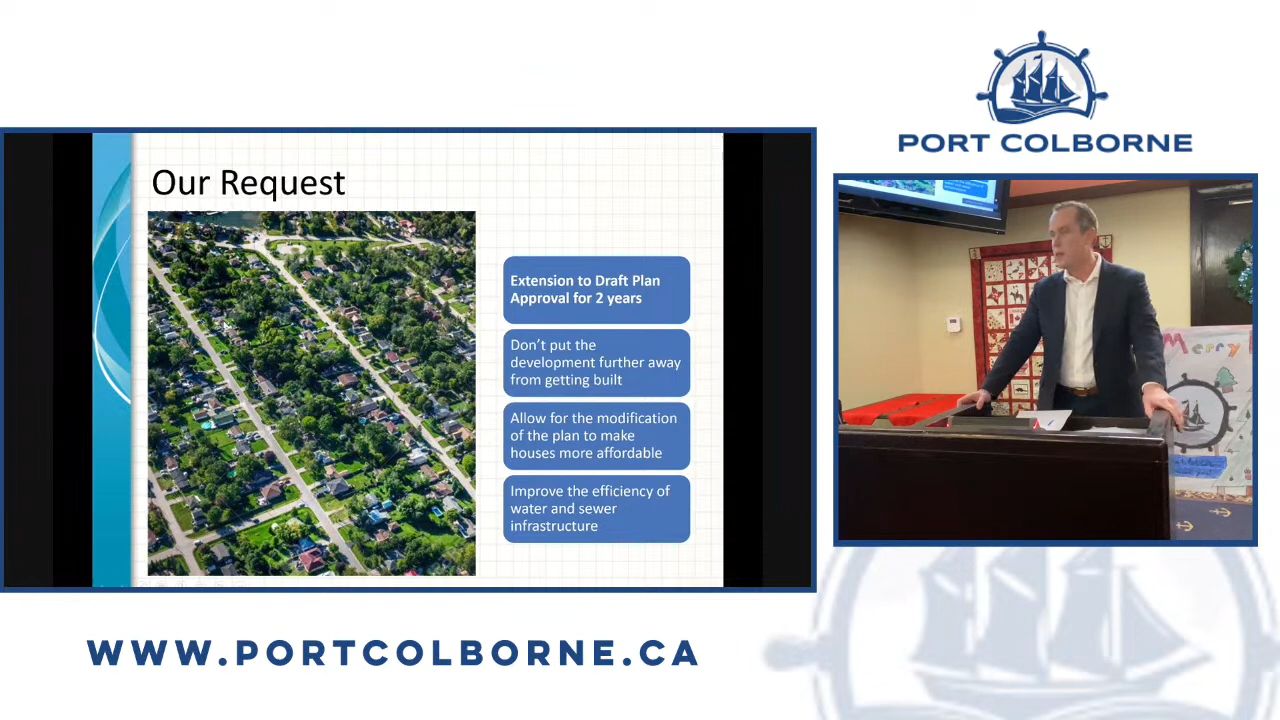 PORT COLBORNE
Our Request
Extension to Draft Plan
Approval for 2 years
Don't put the
development further away
from getting built
Allow for the modification
of the plan to make
houses more affordable
Improve the efficiency of
water and sewer
infrastructure
Merry
WWW.PORTCOLBORNE.CA